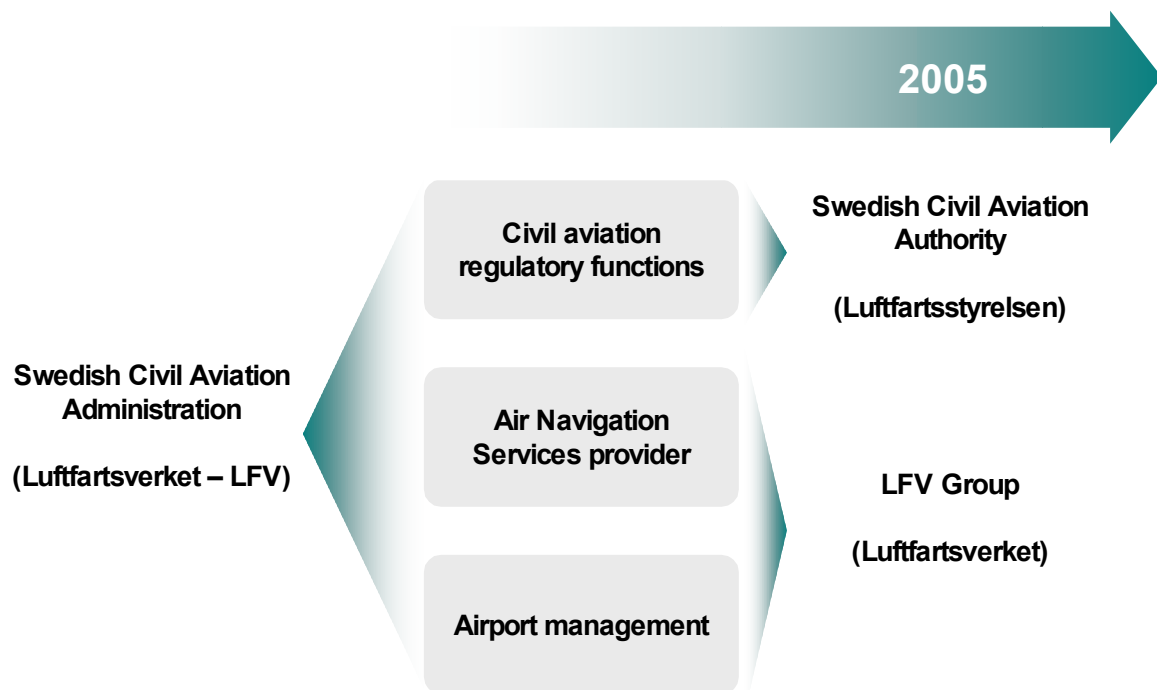 2005
Swedish Civil Aviation
Administration
(Luftfartsverket – LFV)
Civil aviation
regulatory functions
Air Navigation
Services provider
Airport management
Swedish Civil Aviation
Authority
(Luftfartsstyrelsen)
LFV Group
(Luftfartsverket)